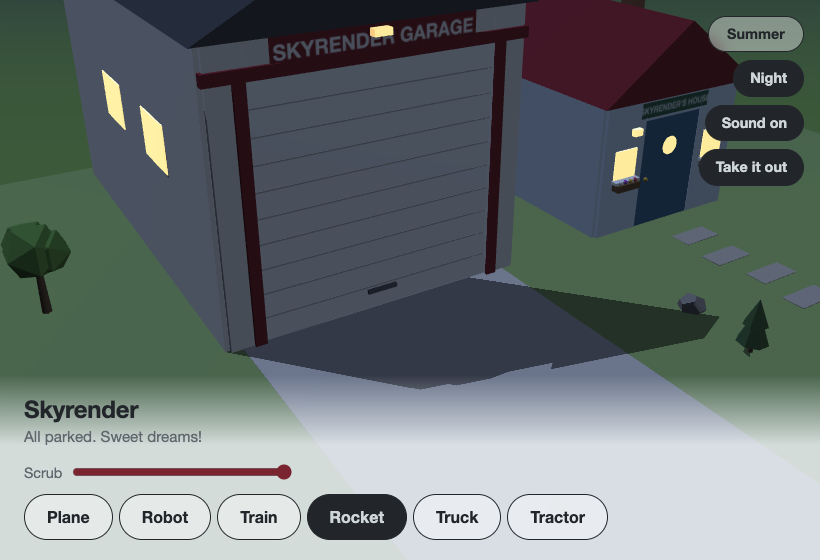 SKYRENDER GARAGE
SKYRENDER'S HOUSE
Summer
Night
Sound on
Take it out
Skyrender
All parked. Sweet dreams!
Scrub
Plane
Robot
Train
Rocket
Truck
Tractor